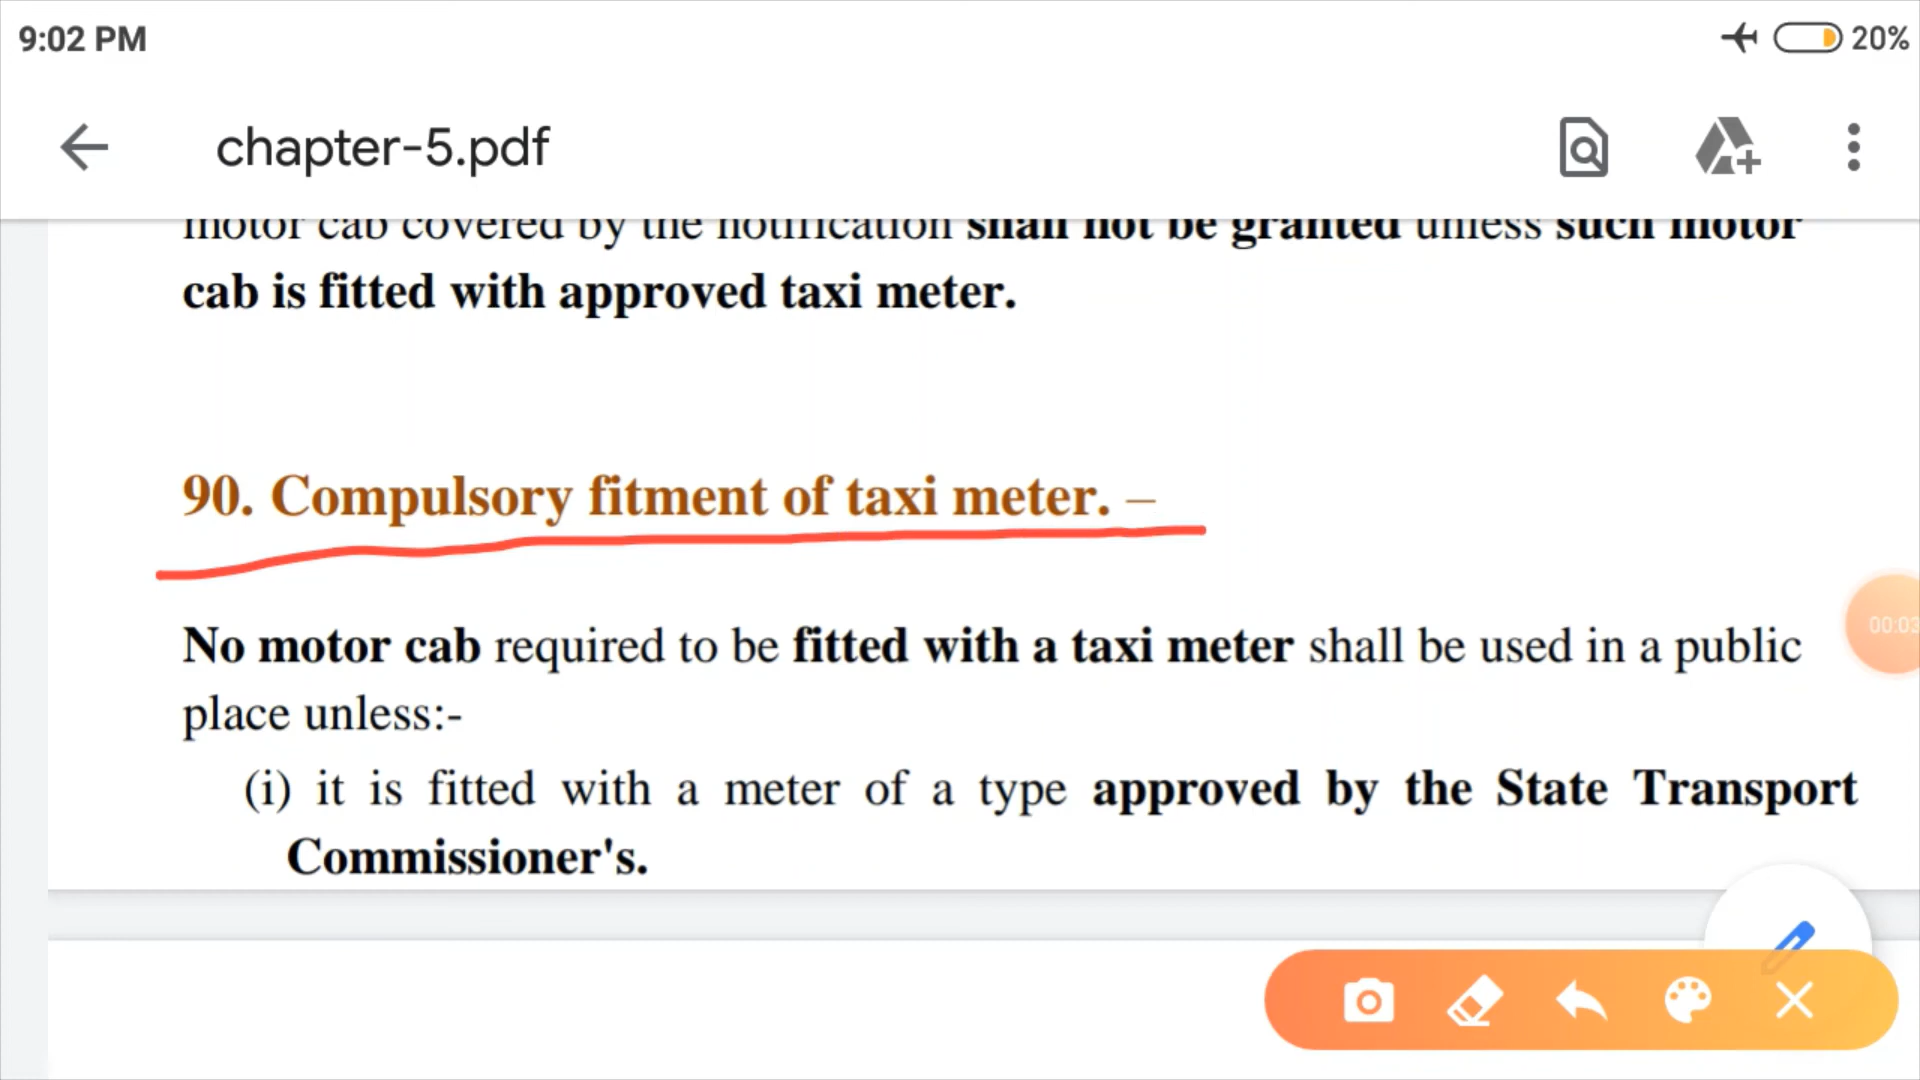 9:02 PM
20%
chapter-5.pdf
motor cab covered by the notification shall not be granted unless such motor
cab is fitted with approved taxi meter.
90. Compulsory fitment of taxi meter. –
No motor cab required to be fitted with a taxi meter shall be used in a public
place unless:-
00:03
(i) it is fitted with a meter of a type approved by the State Transport
Commissioner's.